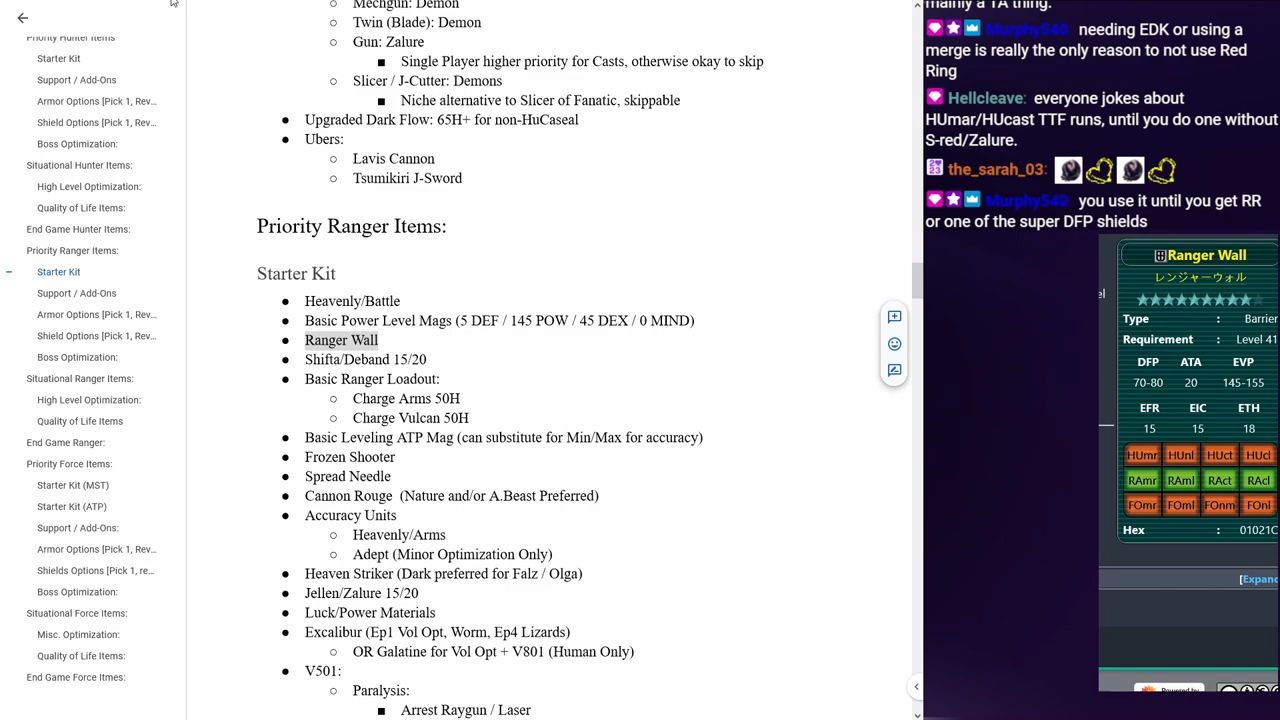 Priority Hunter Items
Starter Kit
Support / Add-Ons
Armor Options [Pick 1, Rev...
Shield Options [Pick 1, Rev...
Boss Optimization:
Situational Hunter Items:
High Level Optimization:
Quality of Life Items:
End Game Hunter Items:
Priority Ranger Items:
Starter Kit
Support / Add-Ons
Armor Options [Pick 1, Rev...
Shield Options [Pick 1, Rev...
Boss Optimization:
Situational Ranger Items:
High Level Optimization:
Quality of Life Items
End Game Ranger:
Priority Force Items:
Starter Kit (MST)
Starter Kit (ATP)
Support / Add-Ons:
Armor Options [Pick 1, Rev...
Shields Options [Pick 1, re...
Boss Optimization:
Situational Force Items:
Misc. Optimization:
Quality of Life Items:
End Game Force Itmes:
Mechgun: Demon
Twin (Blade): Demon
Gun: Zalure
Single Player higher priority for Casts, otherwise okay to skip
Slicer / J-Cutter: Demons
Niche alternative to Slicer of Fanatic, skippable
Upgraded Dark Flow: 65H+ for non-HuCaseal
Ubers:
Lavis Cannon
Tsumikiri J-Sword
Priority Ranger Items:
Starter Kit
Heavenly/Battle
Basic Power Level Mags (5 DEF / 145 POW / 45 DEX / 0 MIND)
Ranger Wall
Shifta/Deband 15/20
Basic Ranger Loadout:
Charge Arms 50H
Charge Vulcan 50H
Basic Leveling ATP Mag (can substitute for Min/Max for accuracy)
Frozen Shooter
Spread Needle
Cannon Rouge (Nature and/or A.Beast Preferred)
Accuracy Units
Heavenly/Arms
Adept (Minor Optimization Only)
Heaven Striker (Dark preferred for Falz / Olga)
Jellen/Zalure 15/20
Luck/Power Materials
Excalibur (Ep1 Vol Opt, Worm, Ep4 Lizards)
OR Galatine for Vol Opt + V801 (Human Only)
V501:
Paralysis:
Arrest Raygun / Laser
mainly a TA thing.
Murphy540 needing EDK or using a
merge is really the only reason to not use Red
Ring
Hellcleave: everyone jokes about
HUmar/HUcast TTF runs, until you do one without
S-red/Zalure.
the_sarah_03:
Murphy540 you use it until you get RR
or one of the super DFP shields
Ranger Wall
レンジャーウォル
Type : Barrier
Requirement : Level 41
DFP ATA EVP
70-80 20 145-155
EFR EIC ETH
15 15 18
HUmr HUnl HUct HUcl
RAmr RAml RAct RAcl
FOmr FOml FOnm FOnl
Hex : 01021C
[Expand
Powered by